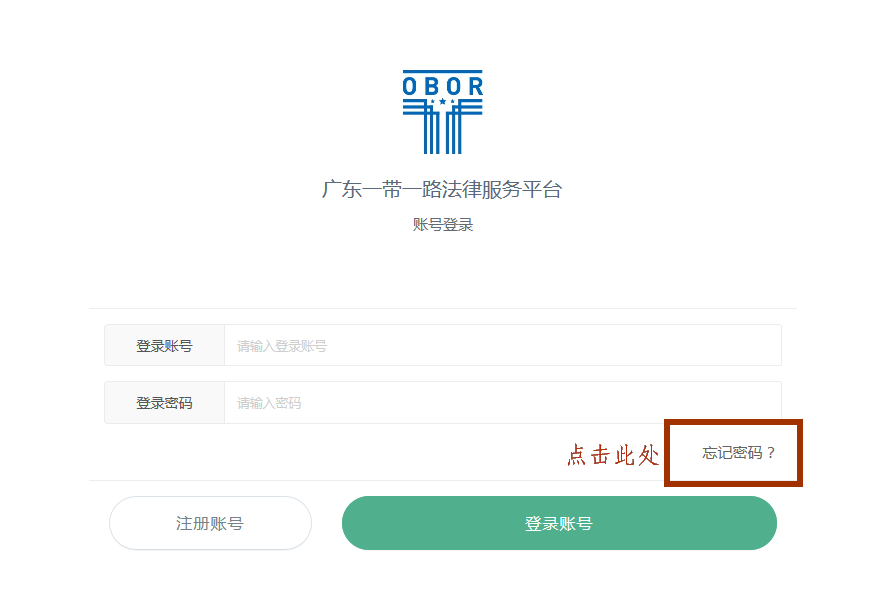 OBOR
广东一带一路法律服务平台
账号登录
登录账号 请输入登录账号
登录密码 请输入密码
点击此处 忘记密码？
注册账号 登录账号